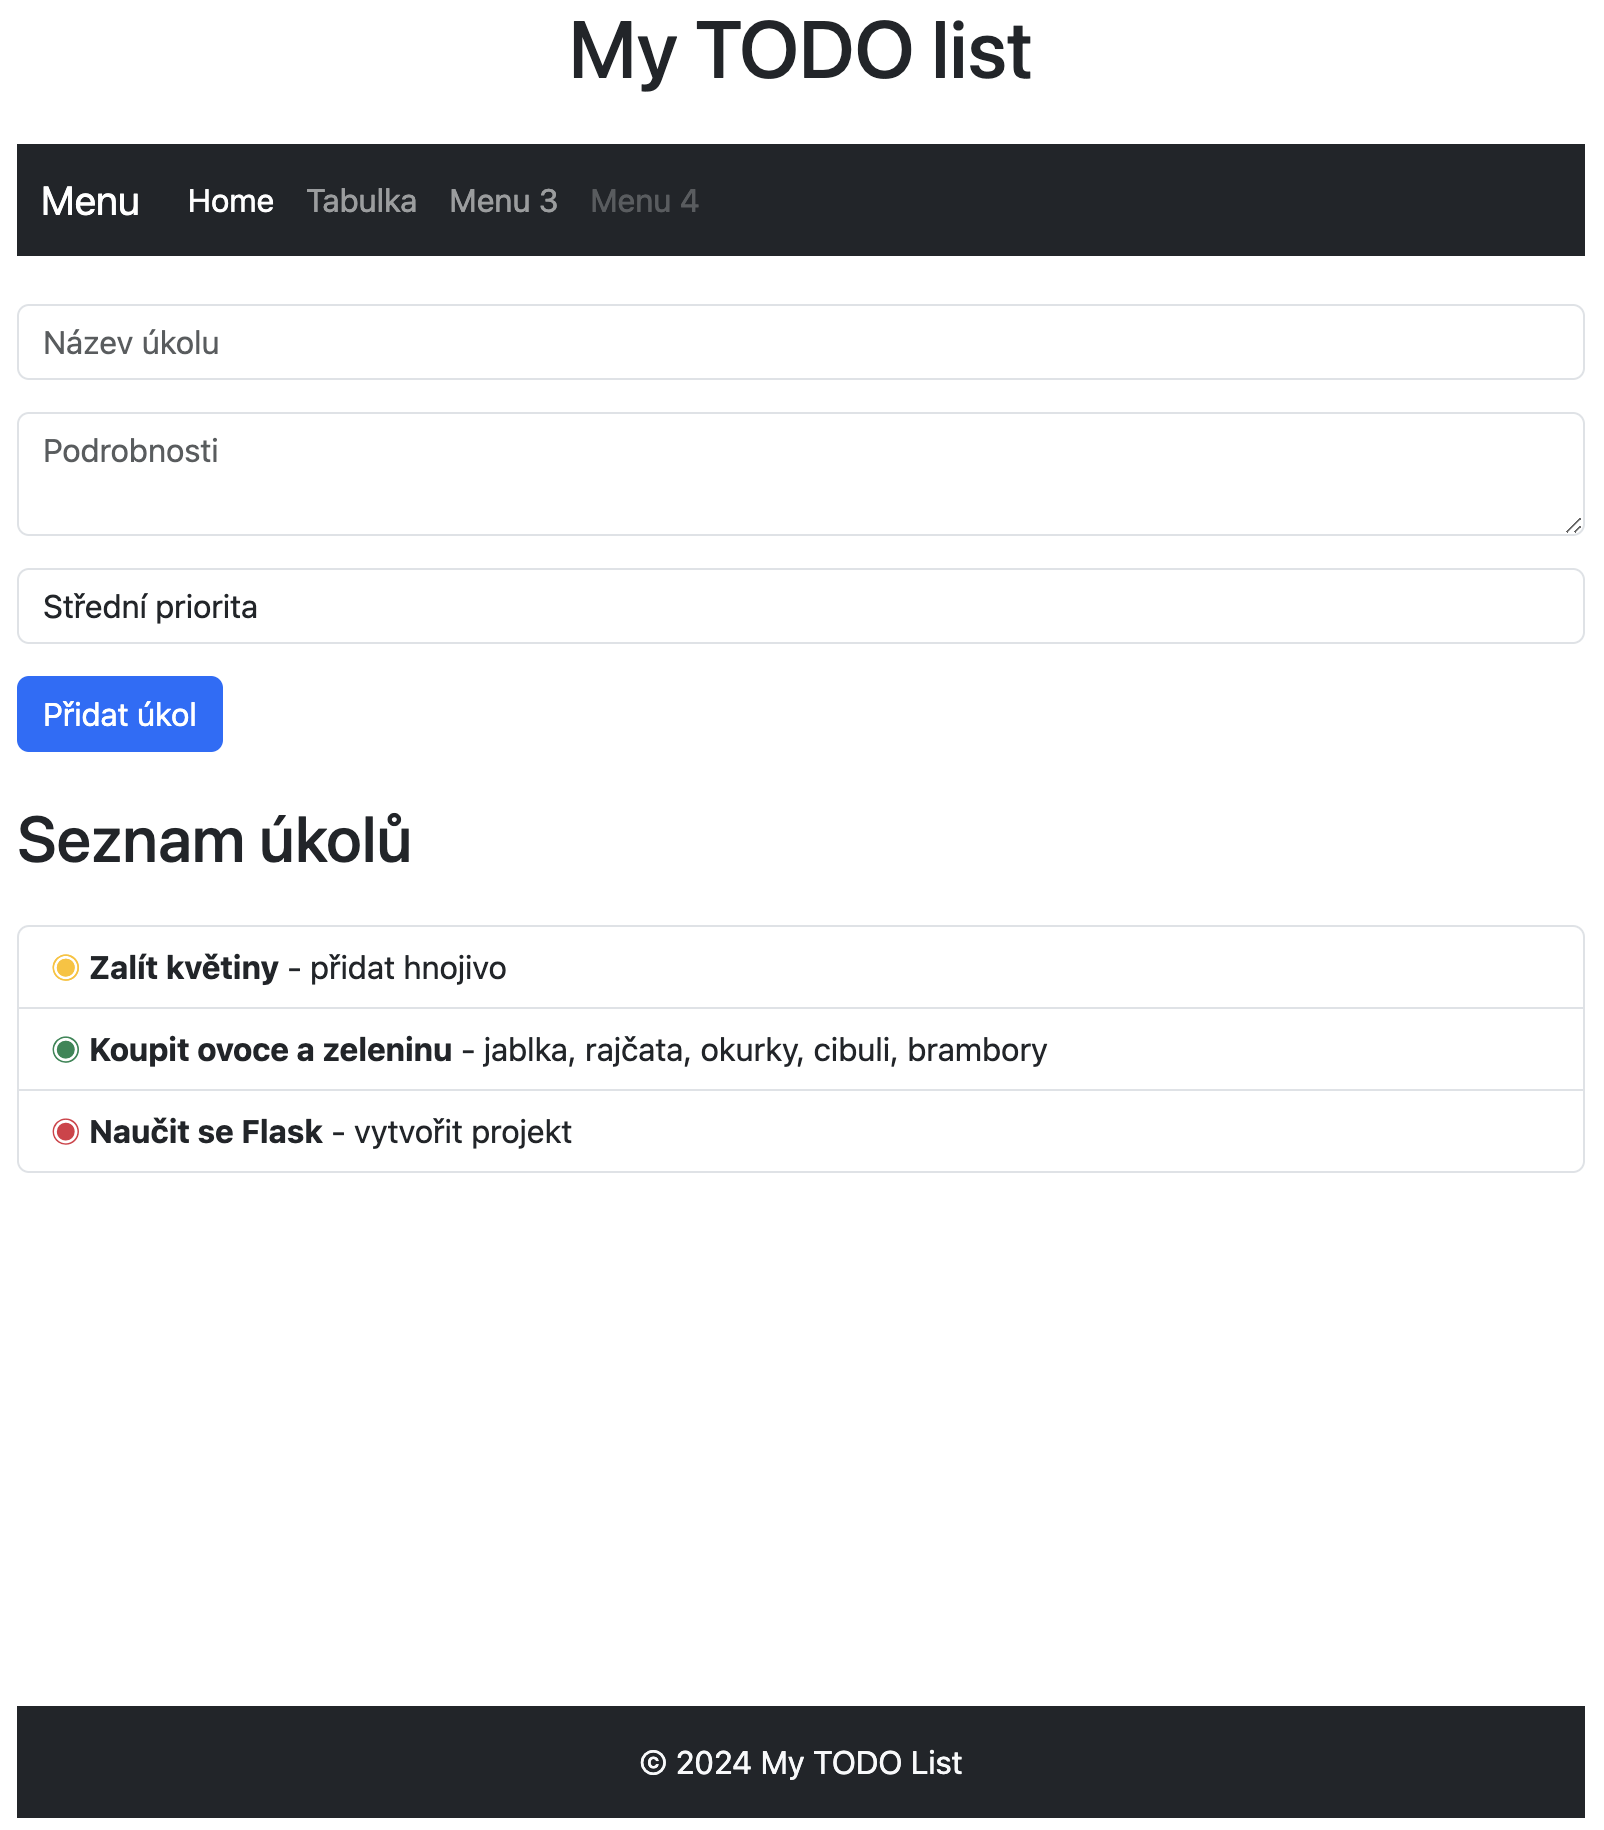 My TODO list
Menu Home Tabulka Menu 3 Menu 4
Název úkolu
Podrobnosti
Střední priorita
Přidat úkol
Seznam úkolů
Zalít květiny - přidat hnojivo
Koupit ovoce a zeleninu - jablka, rajčata, okurky, cibuli, brambory
Naučit se Flask - vytvořit projekt
© 2024 My TODO List